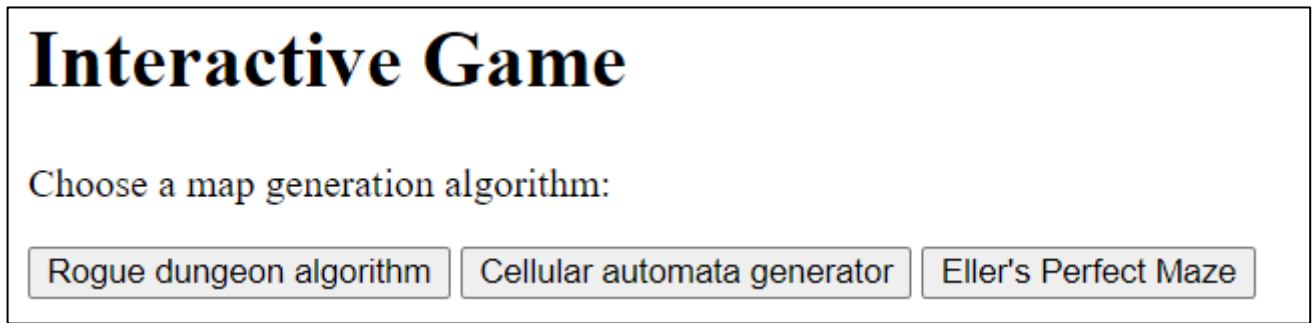 Interactive Game
Choose a map generation algorithm:
Rogue dungeon algorithm Cellular automata generator Eller's Perfect Maze